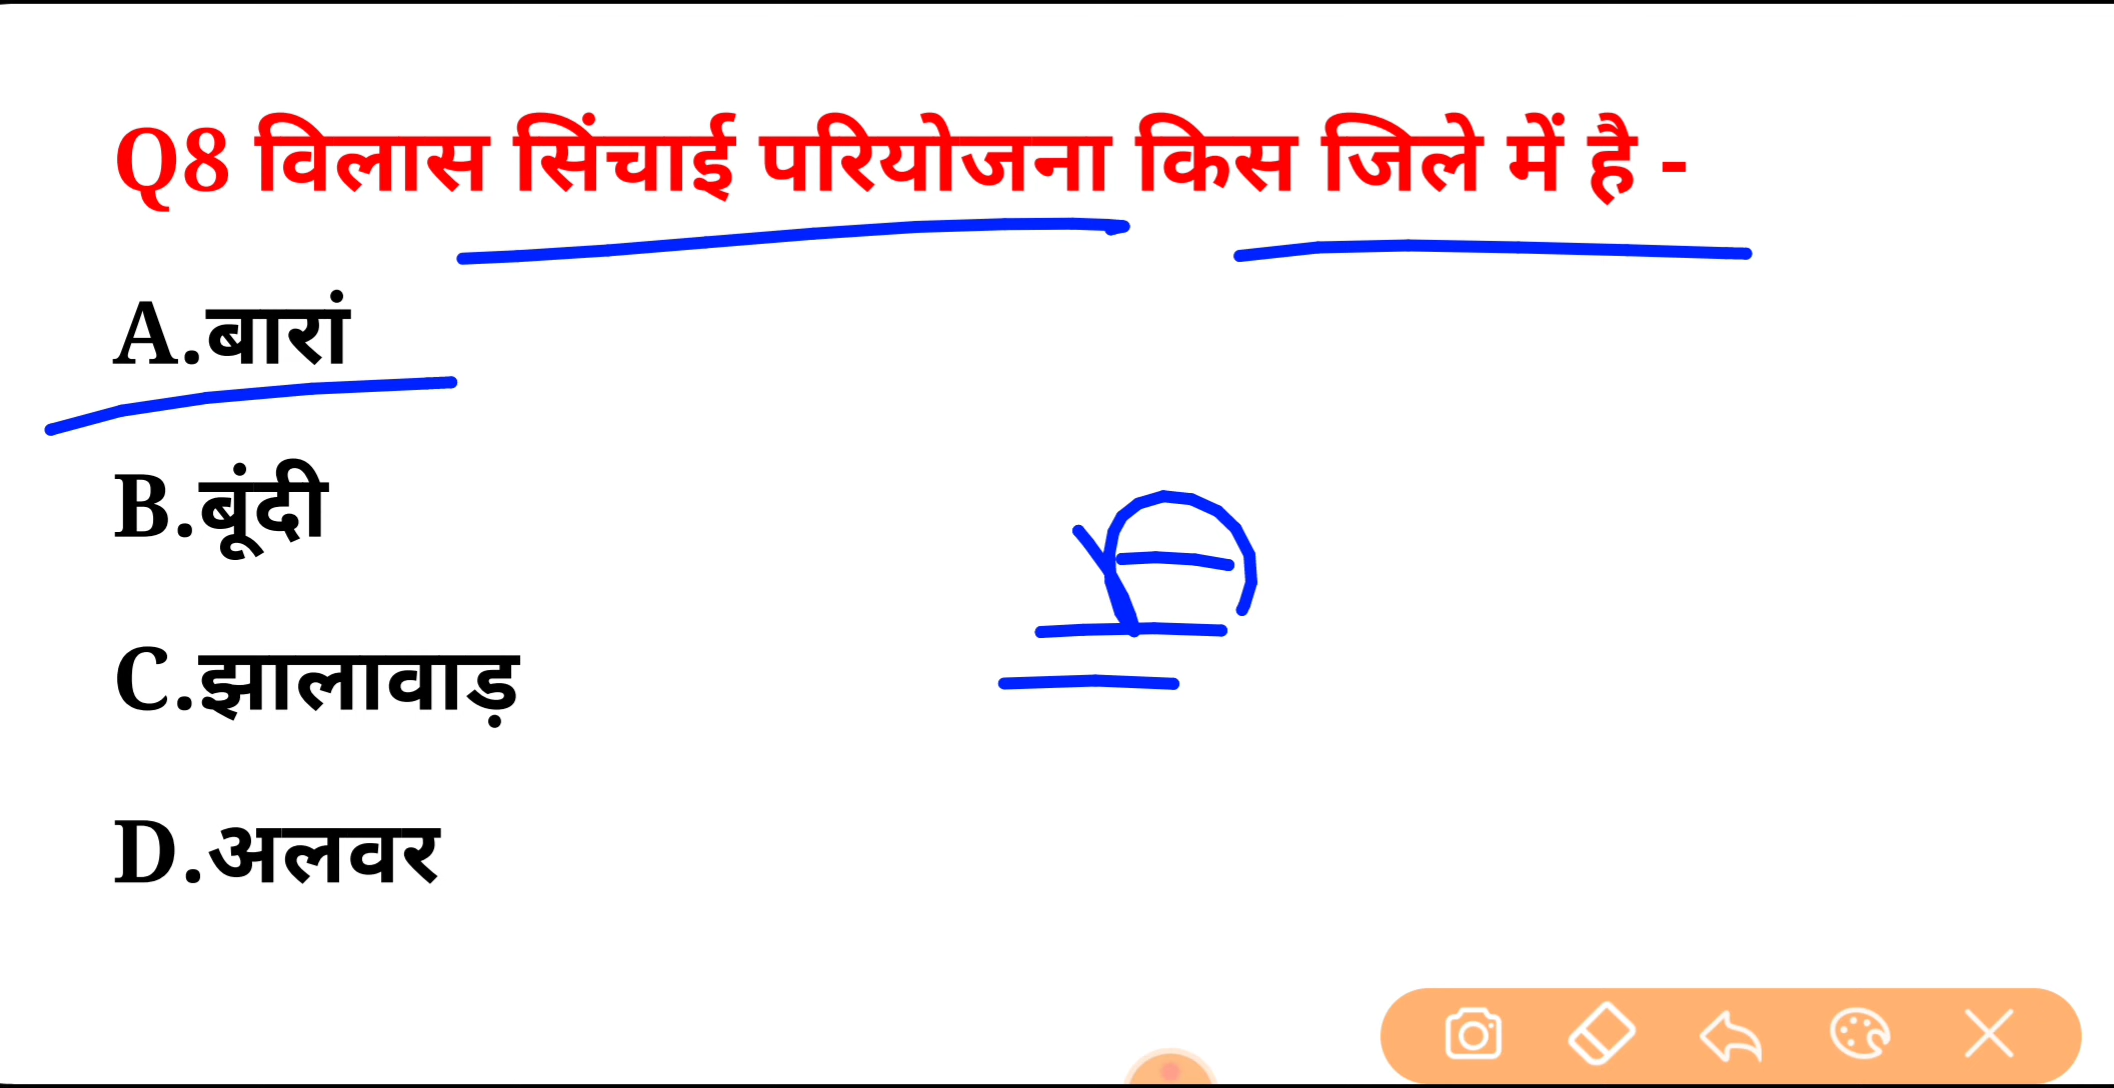 Q8 विलास सिंचाई परियोजना किस जिले में है -
A.बारां
B.बूंदी
C.झालावाड़
D.अलवर